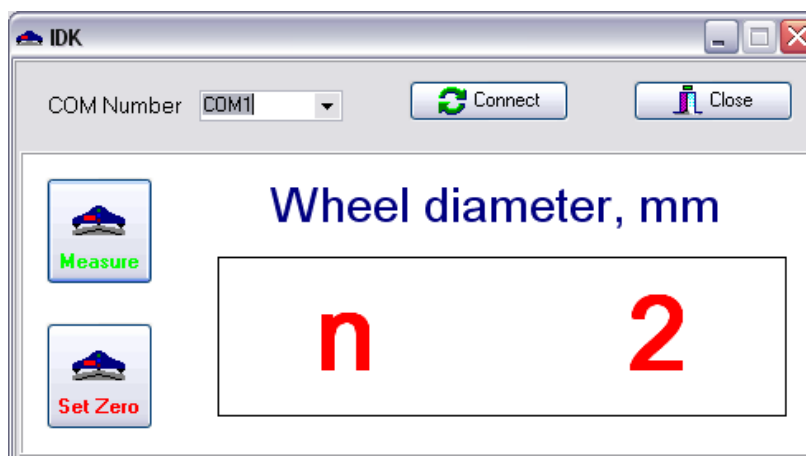 IDK
COM Number COM1 Connect Close
Wheel diameter, mm
Measure
n 2
Set Zero